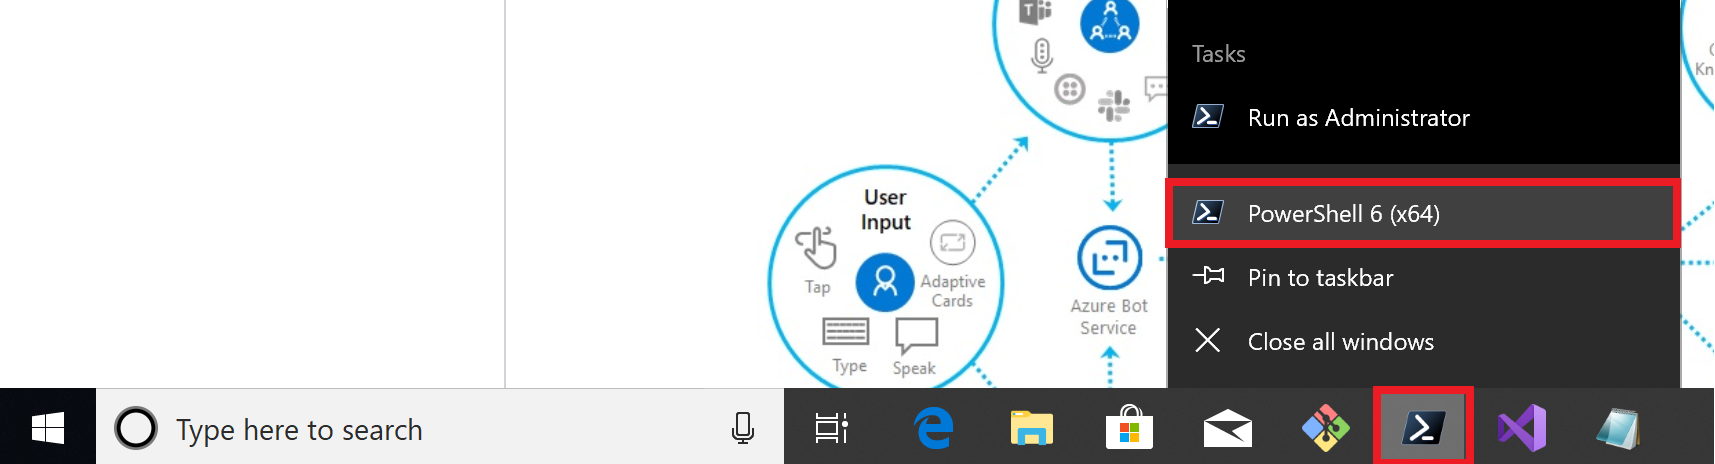 User
Input
Tap
Adaptive
Cards
Type
Speak
Azure Bot
Service
Tasks
Run as Administrator
PowerShell 6 (x64)
Pin to taskbar
Close all windows
Kn
Type here to search